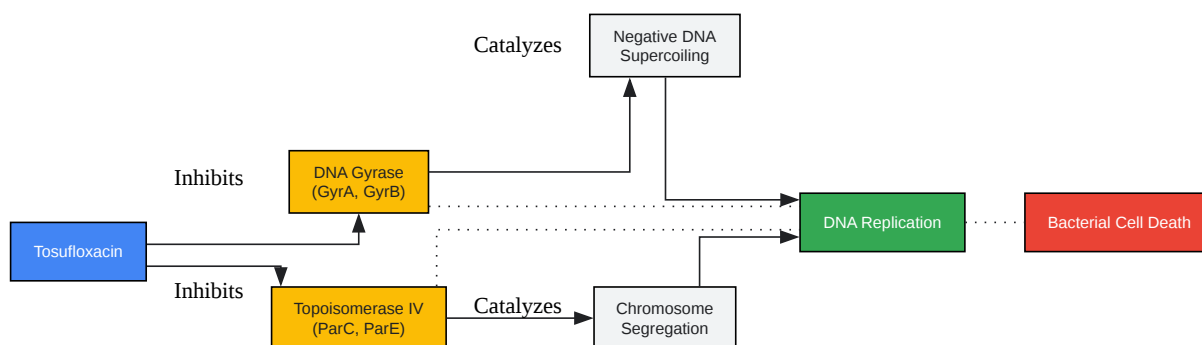 Catalyzes
Negative DNA
Supercoiling
Inhibits
DNA Gyrase
(GyrA, GyrB)
Tosufloxacin
DNA Replication
Bacterial Cell Death
Inhibits
Topoisomerase IV
(ParC, ParE)
Catalyzes
Chromosome
Segregation